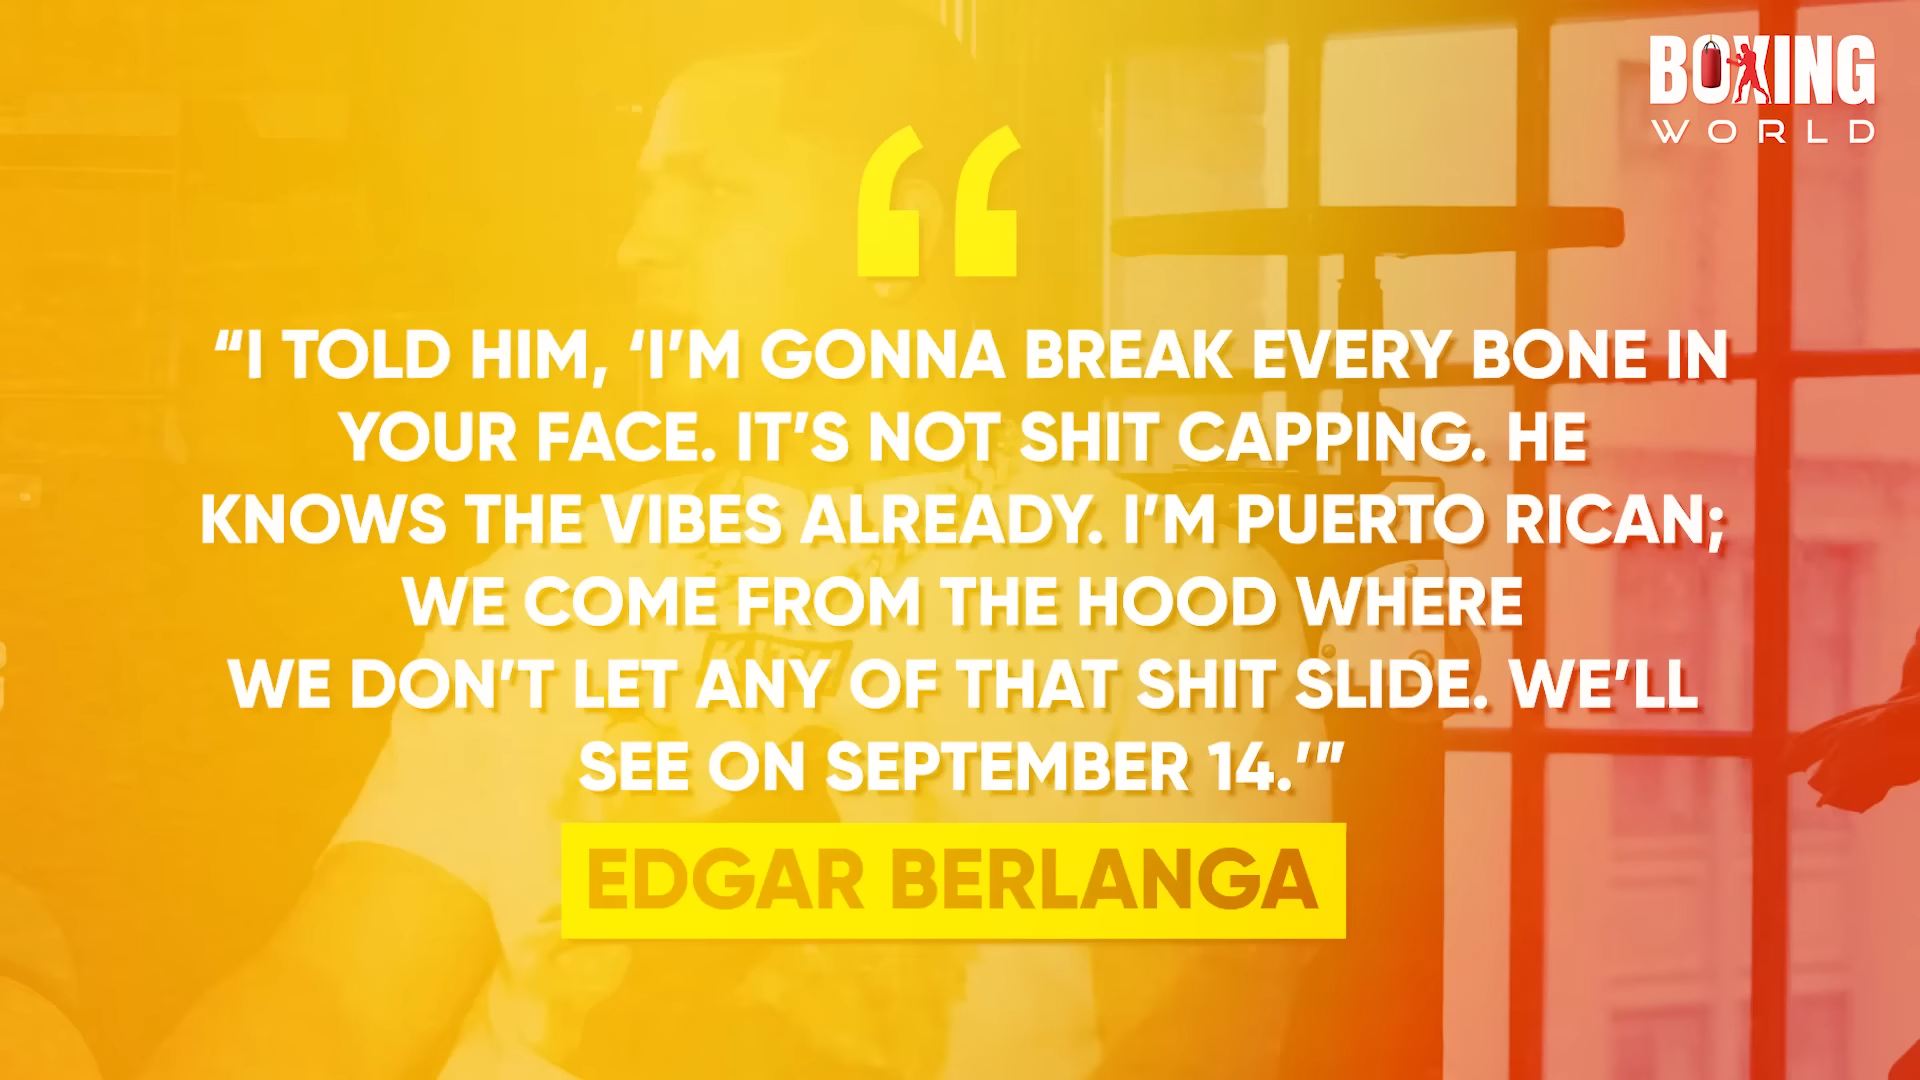 BOXING
WORLD
“I TOLD HIM, ‘I’M GONNA BREAK EVERY BONE IN
YOUR FACE. IT’S NOT SHIT CAPPING. HE
KNOWS THE VIBES ALREADY. I’M PUERTO RICAN;
WE COME FROM THE HOOD WHERE
WE DON’T LET ANY OF THAT SHIT SLIDE. WE’LL
SEE ON SEPTEMBER 14.’”
EDGAR BERLANGA